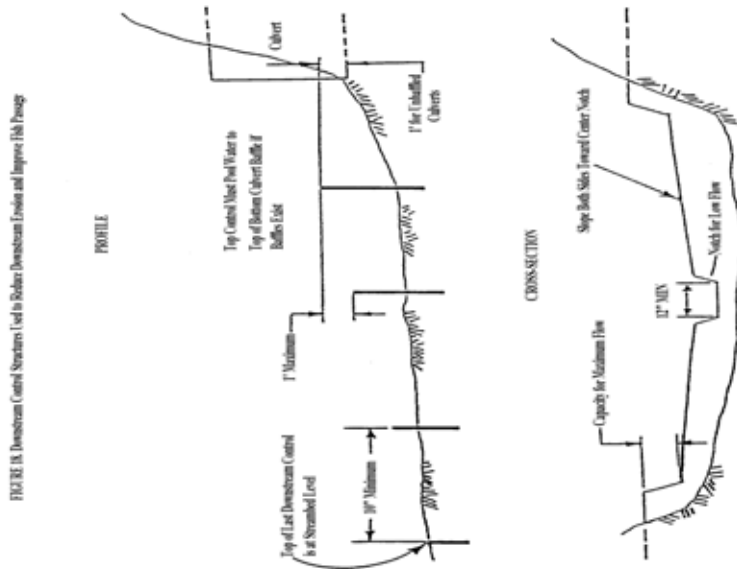 FIGURE 18. Downstream Control Structures Used to Reduce Downstream Erosion and Improve Fish Passage
PROFILE
Culvert
Top Control Must Pool Water to
Top of Bottom Culvert Baffle if
Baffles Exist
1' for Unbaffled
Culverts
1' Maximum
Top of Last Downstream Control
is at Streambed Level
10" Minimum
CROSS-SECTION
Slope Both Sides Toward Center Notch
Notch for Low Flow
12" MIN
Capacity for Maximum Flow